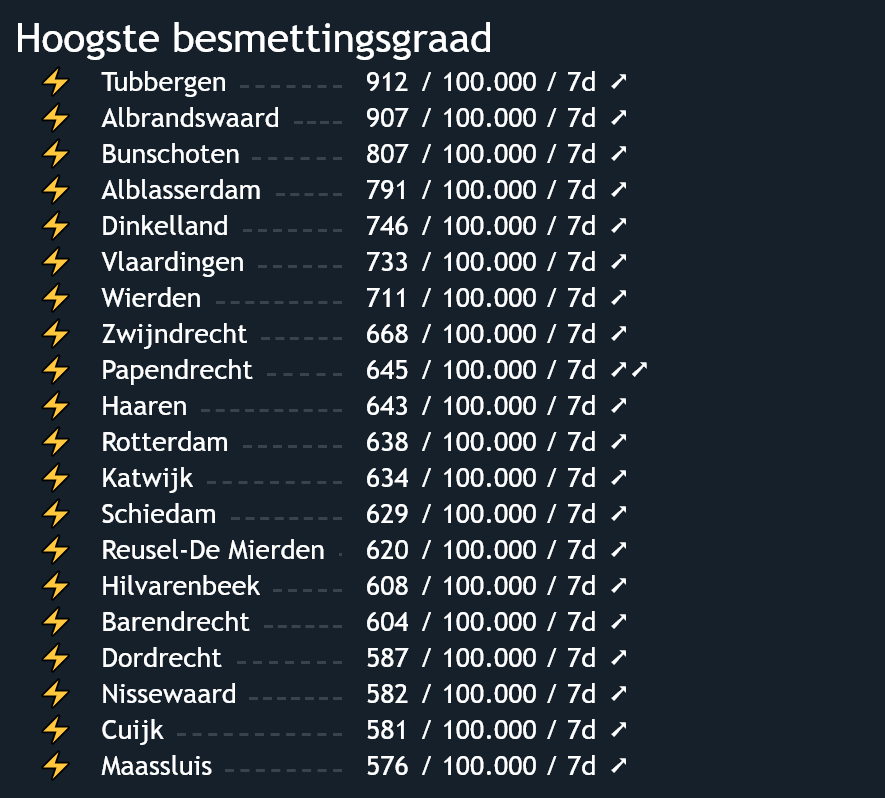 Hoogste besmettingsgraad
Tubbergen 912 / 100.000 / 7d ➚
Albrandswaard 907 / 100.000 / 7d ➚
Bunschoten 807 / 100.000 / 7d ➚
Alblasserdam 791 / 100.000 / 7d ➚
Dinkelland 746 / 100.000 / 7d ➚
Vlaardingen 733 / 100.000 / 7d ➚
Wierden 711 / 100.000 / 7d ➚
Zwijndrecht 668 / 100.000 / 7d ➚
Papendrecht 645 / 100.000 / 7d ➚➚
Haaren 643 / 100.000 / 7d ➚
Rotterdam 638 / 100.000 / 7d ➚
Katwijk 634 / 100.000 / 7d ➚
Schiedam 629 / 100.000 / 7d ➚
Reusel-De Mierden 620 / 100.000 / 7d ➚
Hilvarenbeek 608 / 100.000 / 7d ➚
Barendrecht 604 / 100.000 / 7d ➚
Dordrecht 587 / 100.000 / 7d ➚
Nissewaard 582 / 100.000 / 7d ➚
Cuijk 581 / 100.000 / 7d ➚
Maassluis 576 / 100.000 / 7d ➚